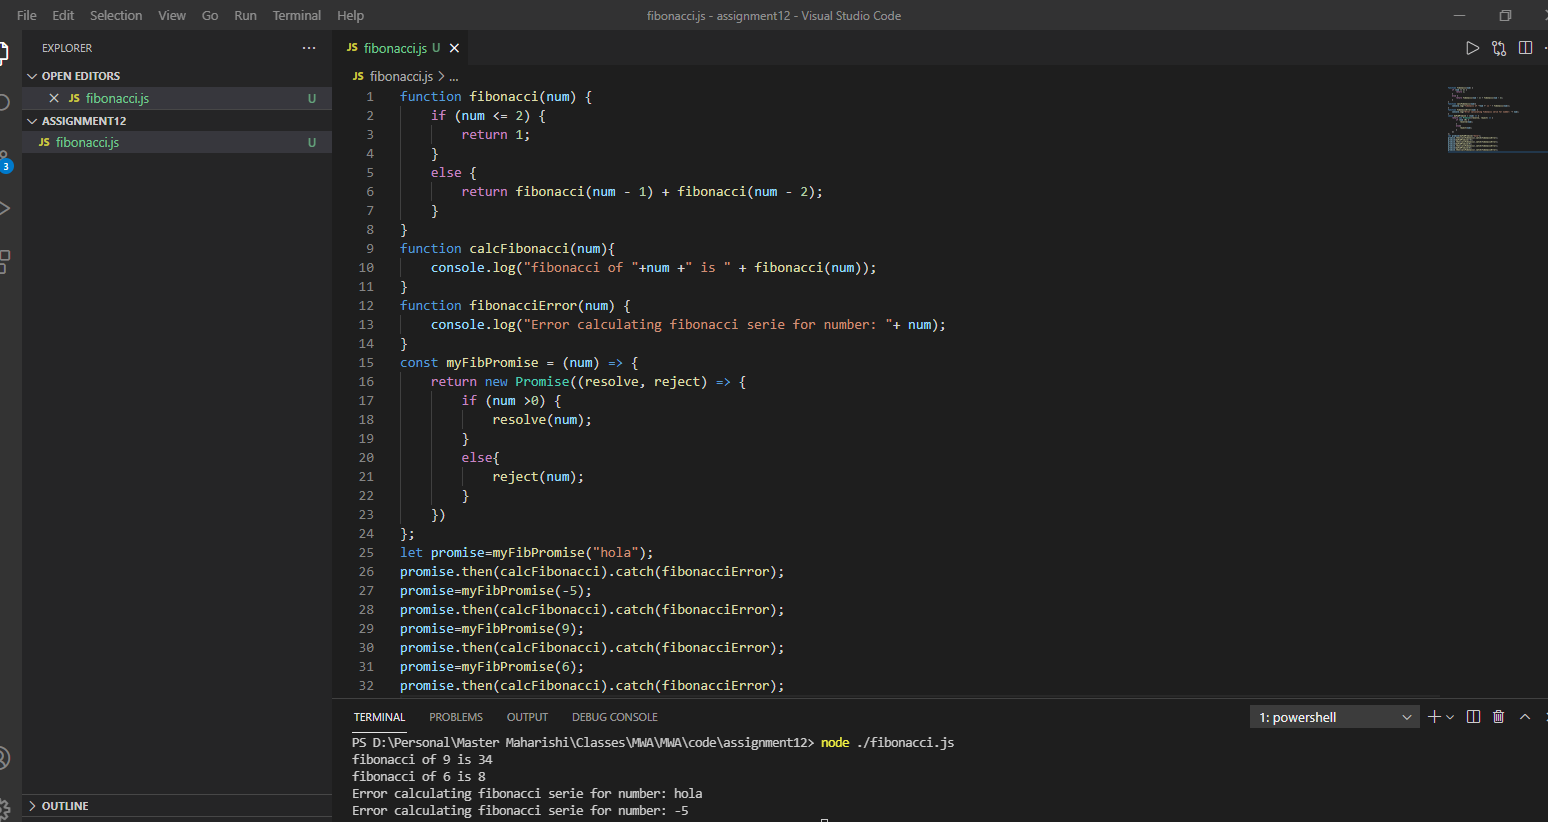 File Edit Selection View Go Run Terminal Help fibonacci.js - assignment12 - Visual Studio Code
EXPLORER
OPEN EDITORS
JS fibonacci.js U
ASSIGNMENT12
JS fibonacci.js U
3
OUTLINE
JS fibonacci.js U
JS fibonacci.js > ...
1 function fibonacci(num) {
2 if (num <= 2) {
3 return 1;
4 }
5 else {
6 return fibonacci(num - 1) + fibonacci(num - 2);
7 }
8 }
9 function calcFibonacci(num){
10 console.log("fibonacci of "+num +" is " + fibonacci(num));
11 }
12 function fibonacciError(num) {
13 console.log("Error calculating fibonacci serie for number: "+ num);
14 }
15 const myFibPromise = (num) => {
16 return new Promise((resolve, reject) => {
17 if (num >0) {
18 resolve(num);
19 }
20 else{
21 reject(num);
22 }
23 })
24 };
25 let promise=myFibPromise("hola");
26 promise.then(calcFibonacci).catch(fibonacciError);
27 promise=myFibPromise(-5);
28 promise.then(calcFibonacci).catch(fibonacciError);
29 promise=myFibPromise(9);
30 promise.then(calcFibonacci).catch(fibonacciError);
31 promise=myFibPromise(6);
32 promise.then(calcFibonacci).catch(fibonacciError);
TERMINAL PROBLEMS OUTPUT DEBUG CONSOLE 1: powershell
PS D:\Personal\Master Maharishi\Classes\MWA\MWA\code\assignment12> node ./fibonacci.js
fibonacci of 9 is 34
fibonacci of 6 is 8
Error calculating fibonacci serie for number: hola
Error calculating fibonacci serie for number: -5